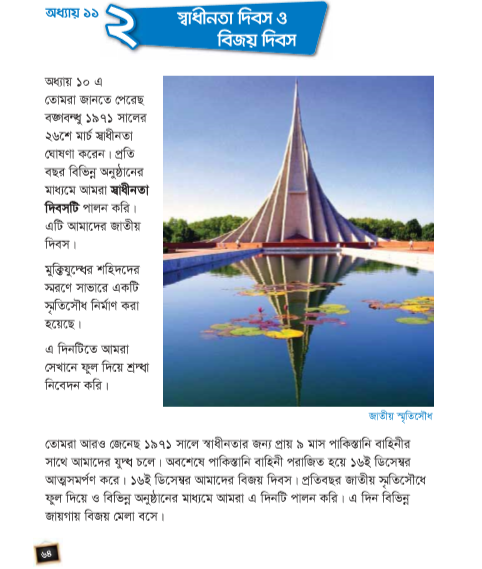 অধ্যায় ১১
২
স্বাধীনতা দিবস ও
বিজয় দিবস
অধ্যায় ১০ এ
তোমরা জানতে পেরেছ
বঙ্গবন্ধু ১৯৭১ সালের
২৬শে মার্চ স্বাধীনতা
ঘোষণা করেন। প্রতি
বছর বিভিন্ন অনুষ্ঠানের
মাধ্যমে আমরা স্বাধীনতা
দিবসটি পালন করি।
এটি আমাদের জাতীয়
দিবস।
মুক্তিযুদ্ধের শহিদদের
স্মরণে সাভারে একটি
স্মৃতিসৌধ নির্মাণ করা
হয়েছে।
এ দিনটিতে আমরা
সেখানে ফুল দিয়ে শ্রদ্ধা
নিবেদন করি।
জাতীয় স্মৃতিসৌধ
তোমরা আরও জেনেছ ১৯৭১ সালে স্বাধীনতার জন্য প্রায় ৯ মাস পাকিস্তানি বাহিনীর
সাথে আমাদের যুদ্ধ চলে। অবশেষে পাকিস্তানি বাহিনী পরাজিত হয়ে ১৬ই ডিসেম্বর
আত্মসমর্পণ করে। ১৬ই ডিসেম্বর আমাদের বিজয় দিবস। প্রতিবছর জাতীয় স্মৃতিসৌধে
ফুল দিয়ে ও বিভিন্ন অনুষ্ঠানের মাধ্যমে আমরা এ দিনটি পালন করি। এ দিন বিভিন্ন
জায়গায় বিজয় মেলা বসে।
৬৪